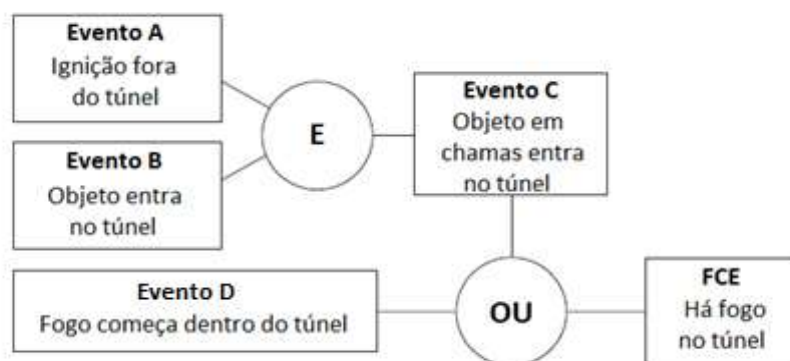 Evento A
Ignição fora
do túnel
E
Evento C
Objeto em
chamas entra
no túnel
Evento B
Objeto entra
no túnel
Evento D
Fogo começa dentro do túnel
OU
FCE
Há fogo
no túnel